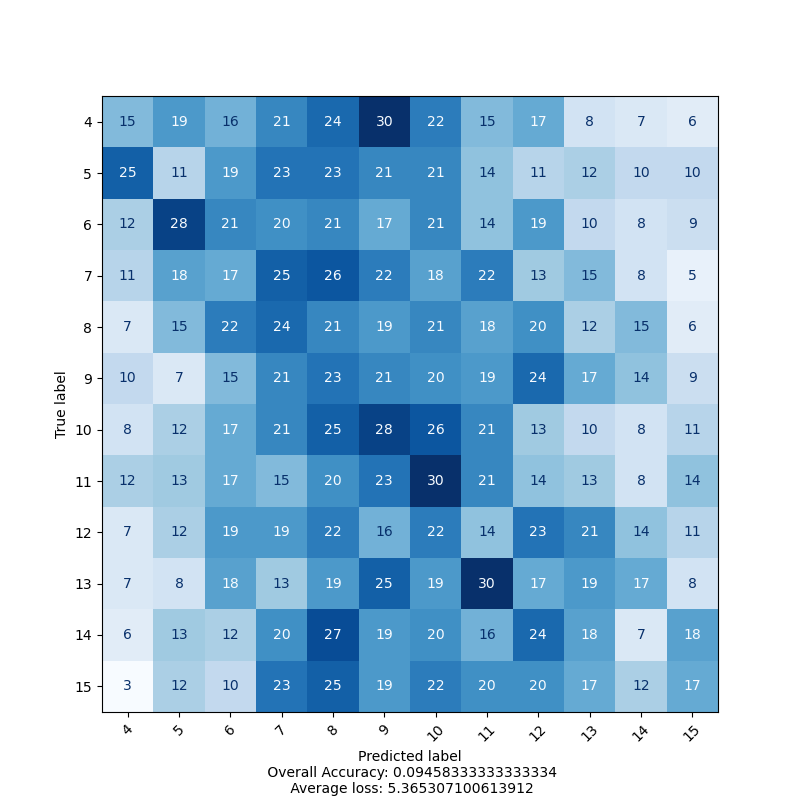 4 15 19 16 21 24 30 22 15 17 8 7 6
5 25 11 19 23 23 21 21 14 11 12 10 10
6 12 28 21 20 21 17 21 14 19 10 8 9
7 11 18 17 25 26 22 18 22 13 15 8 5
8 7 15 22 24 21 19 21 18 20 12 15 6
9 10 7 15 21 23 21 20 19 24 17 14 9
True label
10 8 12 17 21 25 28 26 21 13 10 8 11
11 12 13 17 15 20 23 30 21 14 13 8 14
12 7 12 19 19 22 16 22 14 23 21 14 11
13 7 8 18 13 19 25 19 30 17 19 17 8
14 6 13 12 20 27 19 20 16 24 18 7 18
15 3 12 10 23 25 19 22 20 20 17 12 17
4 5 6 7 8 9 10 11 12 13 14 15
Predicted label
Overall Accuracy: 0.09458333333333334
Average loss: 5.365307100613912